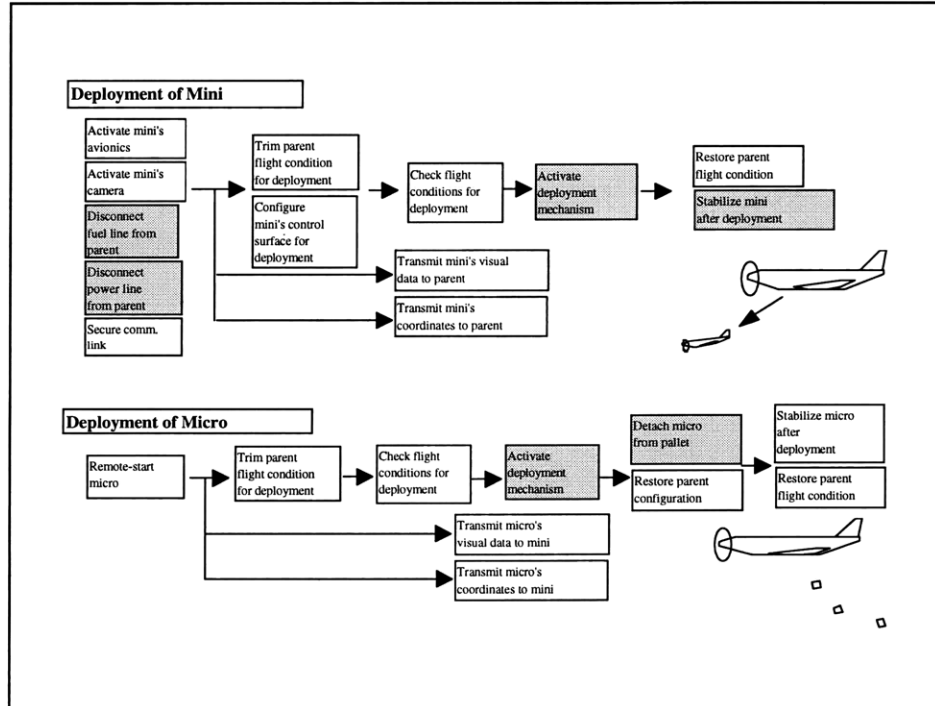 Deployment of Mini
Activate mini's
avionics
Activate mini's
camera
Disconnect
fuel line from
parent
Disconnect
power line
from parent
Secure comm.
link
Trim parent
flight condition
for deployment
Configure
mini's control
surface for
deployment
Check flight
conditions for
deployment
Activate
deployment
mechanism
Restore parent
flight condition
Stabilize mini
after deployment
Transmit mini's visual
data to parent
Transmit mini's
coordinates to parent
Deployment of Micro
Remote-start
micro
Trim parent
flight condition
for deployment
Check flight
conditions for
deployment
Activate
deployment
mechanism
Detach micro
from pallet
Restore parent
configuration
Stabilize micro
after
deployment
Restore parent
flight condition
Transmit micro's
visual data to mini
Transmit micro's
coordinates to mini